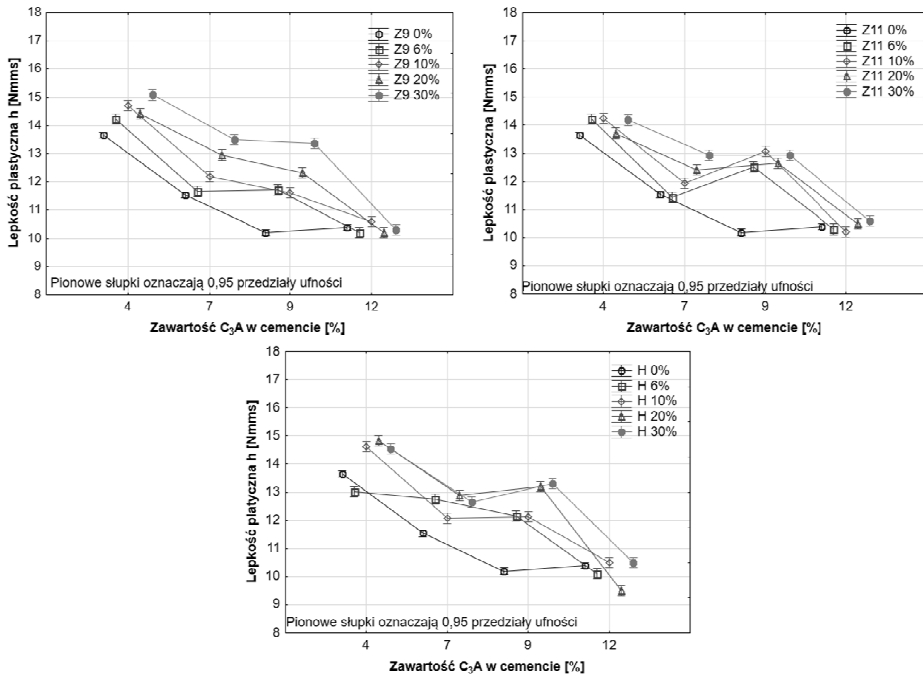 18
17
16
15
14
13
12
11
10
9
8
Lepkość plastyczna h [Nmms]
Z9 0%
Z9 6%
Z9 10%
Z9 20%
Z9 30%
Pionowe słupki oznaczają 0,95 przedziały ufności
4 7 9 12
Zawartość C₃A w cemencie [%]
18
17
16
15
14
13
12
11
10
9
8
Lepkość plastyczna h [Nmms]
Z11 0%
Z11 6%
Z11 10%
Z11 20%
Z11 30%
Pionowe słupki oznaczają 0,95 przedziały ufności
4 7 9 12
Zawartość C₃A w cemencie [%]
18
17
16
15
14
13
12
11
10
9
8
Lepkość platyczna h [Nmms]
H 0%
H 6%
H 10%
H 20%
H 30%
Pionowe słupki oznaczają 0,95 przedziały ufności
4 7 9 12
Zawartość C₃A w cemencie [%]